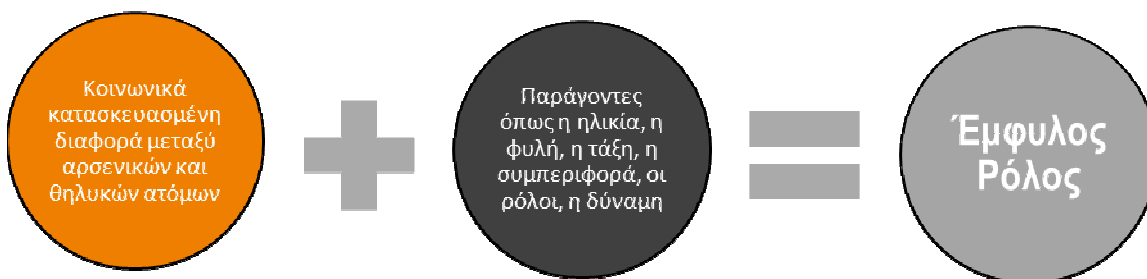 Κοινωνικά
κατασκευασμένη
διαφορά μεταξύ
αρσενικών και
θηλυκών ατόμων
Παράγοντες
όπως η ηλικία, η
φυλή, η τάξη, η
συμπεριφορά, οι
ρόλοι, η δύναμη
Έμφυλος
Ρόλος